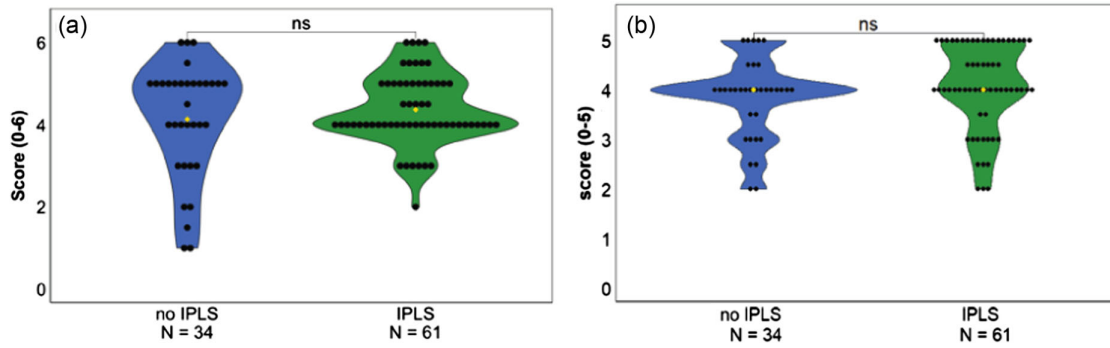 (a)
ns
Score (0-6)
6
4
2
0
no IPLS
N = 34
IPLS
N = 61
(b)
ns
score (0-5)
5
4
3
2
1
0
no IPLS
N = 34
IPLS
N = 61